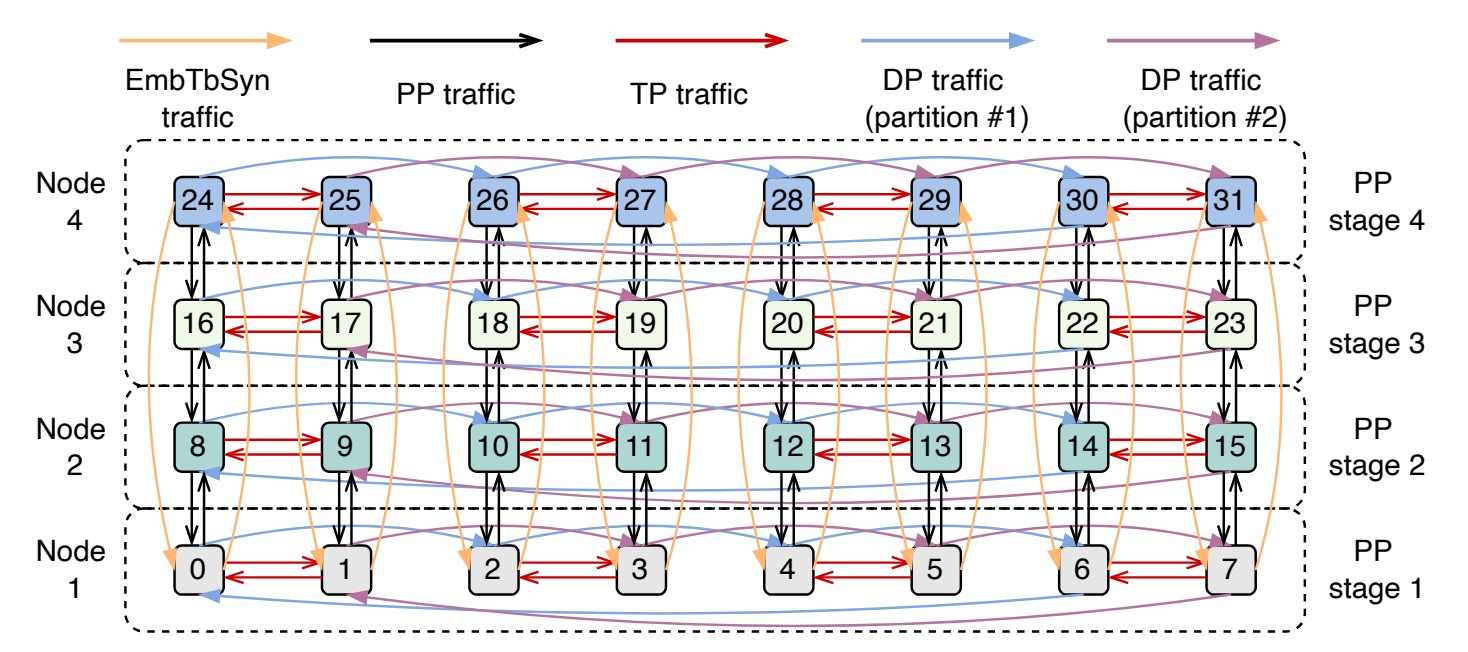 EmbTbSyn
traffic
PP traffic
TP traffic
DP traffic
(partition #1)
DP traffic
(partition #2)
Node
4
24 25 26 27 28 29 30 31
PP
stage 4
Node
3
16 17 18 19 20 21 22 23
PP
stage 3
Node
2
8 9 10 11 12 13 14 15
PP
stage 2
Node
1
0 1 2 3 4 5 6 7
PP
stage 1